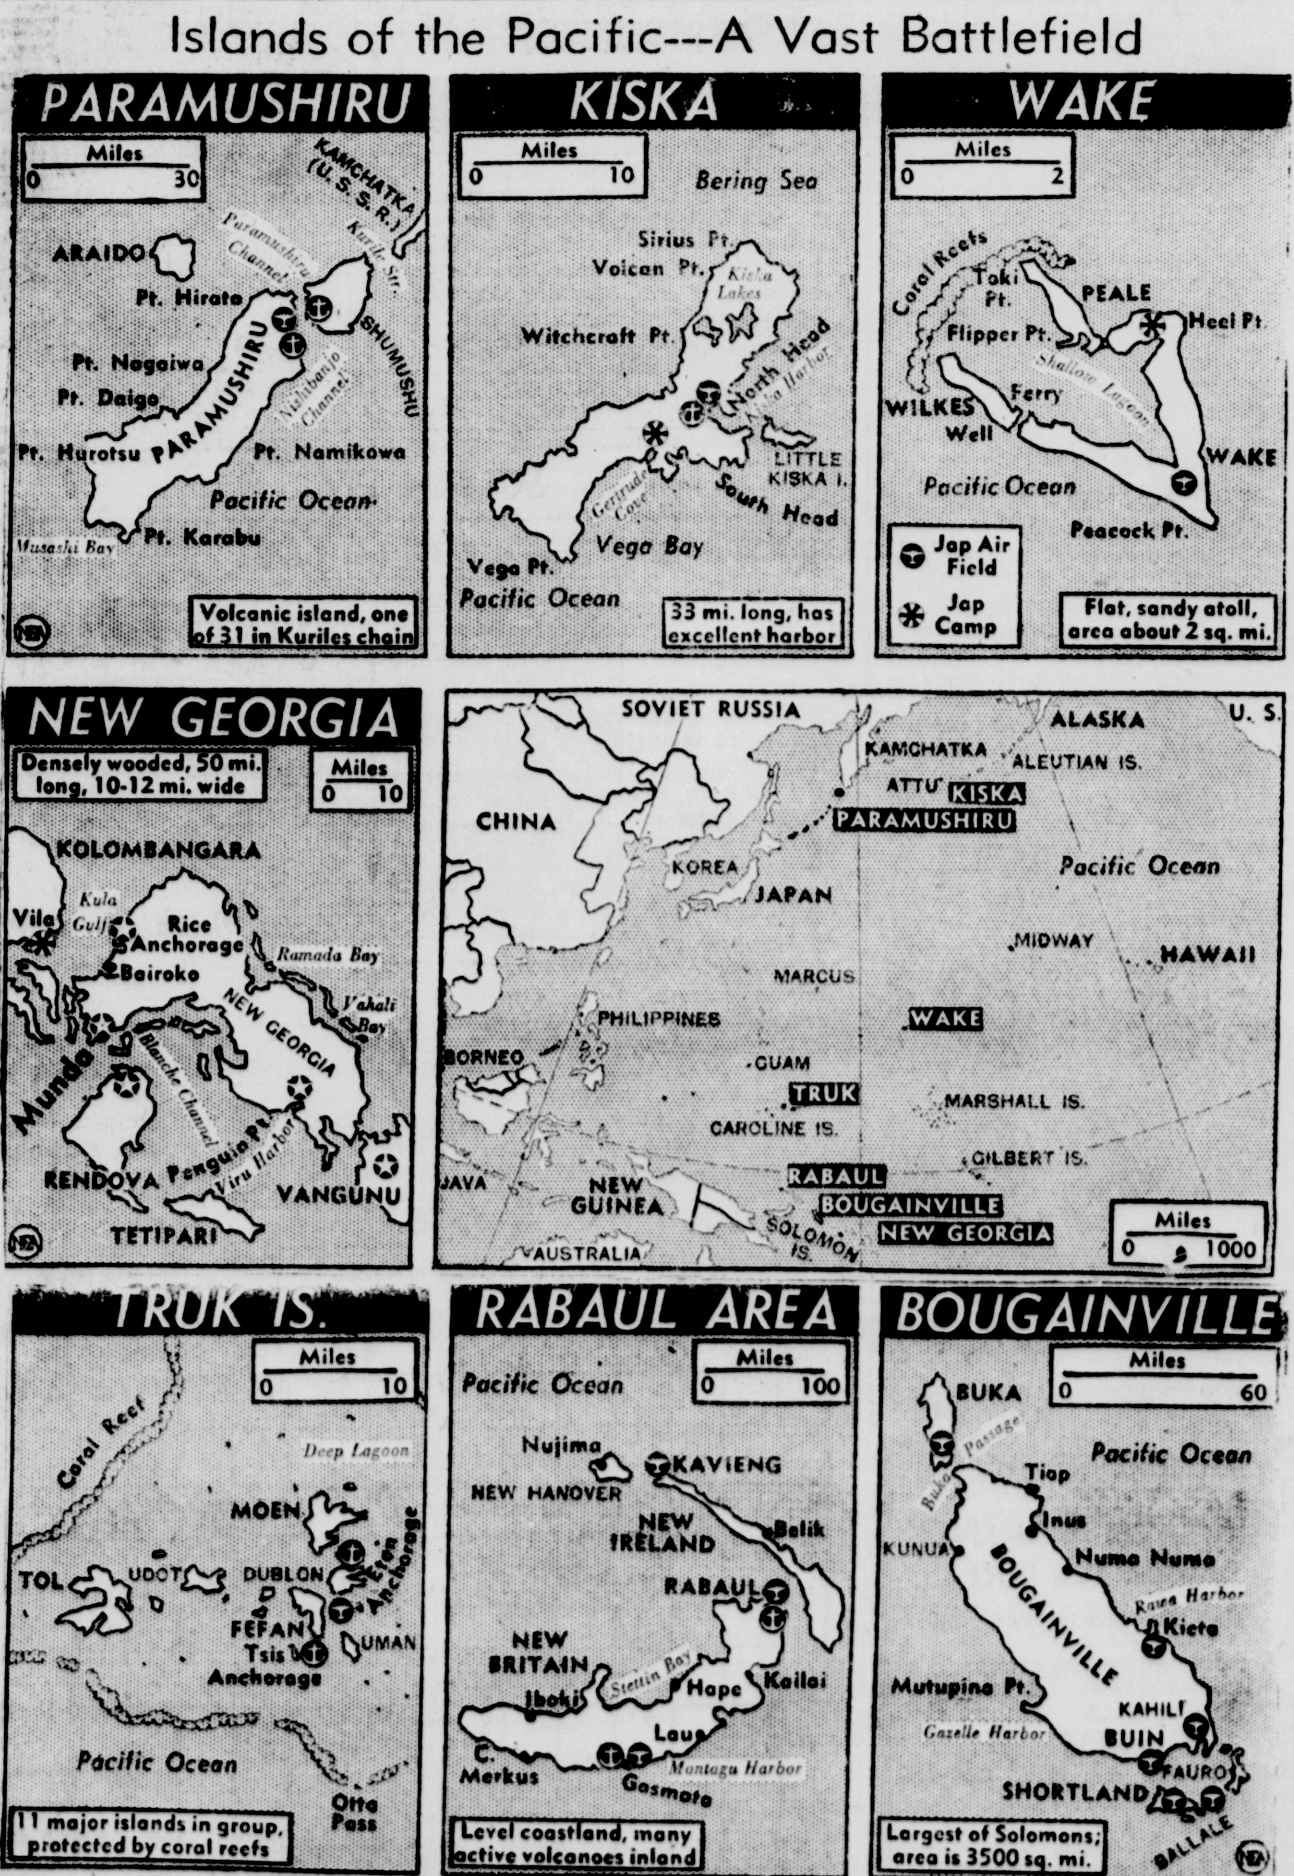 Islands of the Pacific---A Vast Battlefield
PARAMUSHIRU
Miles
0 30
KAMCHATKA
(U. S. S. R.)
Paramushiru
Channel
Kurile Str.
ARAIDO
Pt. Hirota
SHUMUSHU
Pt. Nagaiwa
Pt. Daigo
PARAMUSHIRU
Nishibanjo
Channel
Pt. Hurotsu
Pt. Namikawa
Pacific Ocean
Musashi Bay
Pt. Karabu
NEA
Volcanic island, one
of 31 in Kuriles chain
KISKA
Miles
0 10
Bering Sea
Sirius Pt.
Volcan Pt.
Kiska
Lakes
Witchcraft Pt.
North Head
Harbor
LITTLE
KISKA I.
South Head
Gertrude
Cove
Vega Bay
Vega Pt.
Pacific Ocean
33 mi. long, has
excellent harbor
WAKE
Miles
0 2
Coral Reefs
Toki
Pt.
PEALE
Heel Pt.
Flipper Pt.
Shallow Lagoon
Ferry
WILKES
Well
WAKE
Pacific Ocean
Peacock Pt.
Jap Air
Field
Jap
Camp
Flat, sandy atoll,
area about 2 sq. mi.
NEW GEORGIA
Densely wooded, 50 mi.
long, 10-12 mi. wide
Miles
0 10
KOLOMBANGARA
Kula
Gulf
Vila
Rice
Anchorage
Ramada Bay
Bairoko
NEW GEORGIA
Vahali
Bay
Munda
Blanche Channel
RENDOVA
Penguin Pt.
Viru Harbor
VANGUNU
TETIPARI
NEA
SOVIET RUSSIA
ALASKA
U. S.
KAMCHATKA
ALEUTIAN IS.
ATTU
KISKA
CHINA
PARAMUSHIRU
KOREA
Pacific Ocean
JAPAN
MIDWAY
HAWAII
MARCUS
PHILIPPINES
WAKE
BORNEO
GUAM
TRUK
MARSHALL IS.
CAROLINE IS.
GILBERT IS.
JAVA
NEW
GUINEA
RABAUL
BOUGAINVILLE
NEW GEORGIA
SOLOMON
IS.
AUSTRALIA
Miles
0 1000
TRUK IS.
Miles
0 10
Coral Reef
Deep Lagoon
MOEN
Eten
Anchorage
TOL
UDOT
DUBLON
FEFAN
UMAN
Tsis
Anchorage
Pacific Ocean
Otta
Pass
11 major islands in group,
protected by coral reefs
RABAUL AREA
Miles
0 100
Pacific Ocean
Nujima
KAVIENG
NEW HANOVER
NEW
IRELAND
Belik
RABAUL
NEW
BRITAIN
Stettin Bay
Hape
Kailai
Iboki
Lau
C.
Merkus
Gasmata
Montagu Harbor
Level coastland, many
active volcanoes inland
BOUGAINVILLE
Miles
0 60
BUKA
Buka Passage
Pacific Ocean
Tiop
Inus
KUNUA
Numa Numa
BOUGAINVILLE
Rawa Harbor
Kieta
Mutupina Pt.
KAHILI
Gazelle Harbor
BUIN
FAURO
SHORTLAND
BALLALE
Largest of Solomons;
area is 3500 sq. mi.
NEA